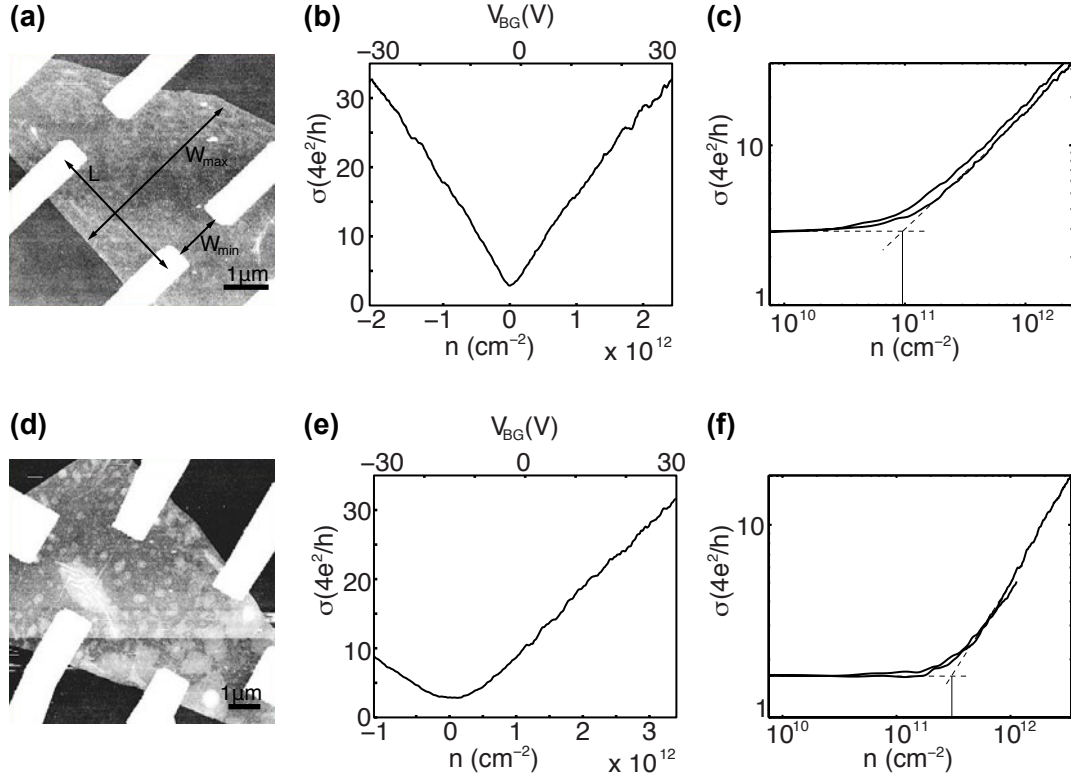 (a)
W_max
L
W_min
1µm
(b)
V_BG(V)
−30 0 30
σ(4e²/h)
30
20
10
0
−2 −1 0 1 2
n (cm⁻²) x 10¹²
(c)
σ(4e²/h)
10
1
10¹⁰ 10¹¹ 10¹²
n (cm⁻²)
(d)
1µm
(e)
V_BG(V)
−30 0 30
σ(4e²/h)
30
20
10
0
−1 0 1 2 3
n (cm⁻²) x 10¹²
(f)
σ(4e²/h)
10
1
10¹⁰ 10¹¹ 10¹²
n (cm⁻²)